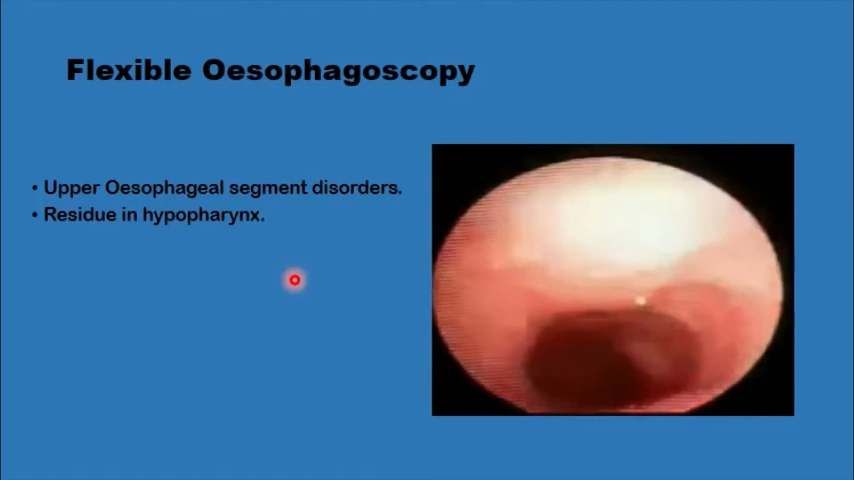 Flexible Oesophagoscopy
• Upper Oesophageal segment disorders.
• Residue in hypopharynx.